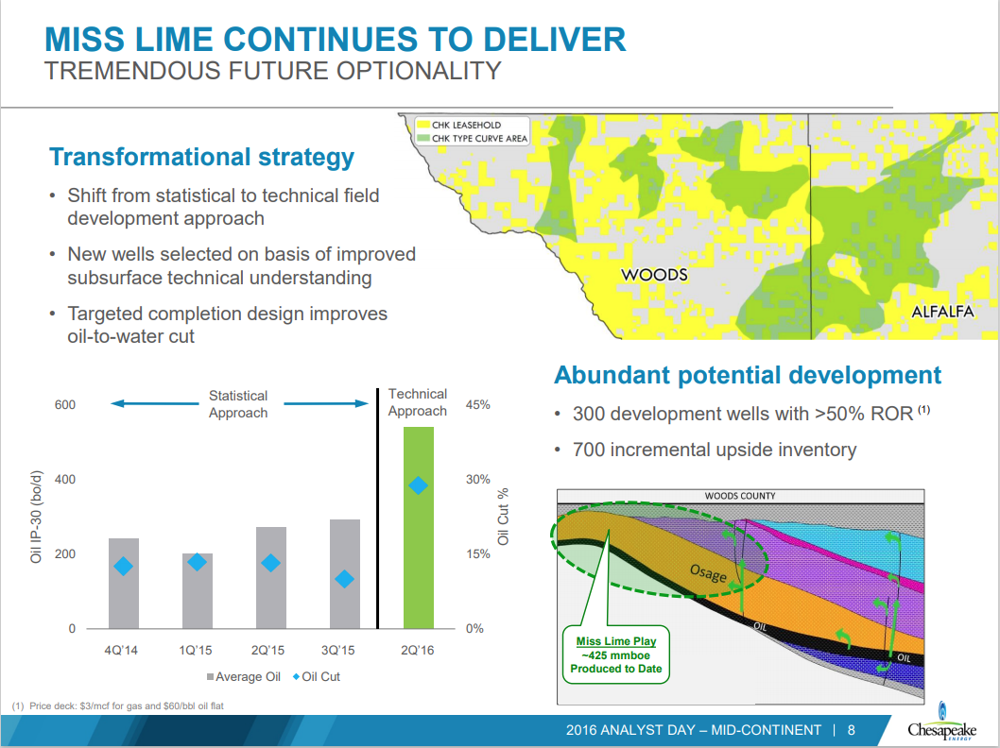 MISS LIME CONTINUES TO DELIVER
TREMENDOUS FUTURE OPTIONALITY
CHK LEASEHOLD
CHK TYPE CURVE AREA
WOODS
ALFALFA
Transformational strategy
• Shift from statistical to technical field
development approach
• New wells selected on basis of improved
subsurface technical understanding
• Targeted completion design improves
oil-to-water cut
Statistical
Approach
Technical
Approach
Oil IP-30 (bo/d)
600
400
200
0
45%
30%
15%
0%
Oil Cut %
4Q'14 1Q'15 2Q'15 3Q'15 2Q'16
Average Oil Oil Cut
Abundant potential development
• 300 development wells with >50% ROR (1)
• 700 incremental upside inventory
WOODS COUNTY
Osage
OIL
OIL
Miss Lime Play
~425 mmboe
Produced to Date
(1) Price deck: $3/mcf for gas and $60/bbl oil flat
2016 ANALYST DAY – MID-CONTINENT | 8
Chesapeake
ENERGY